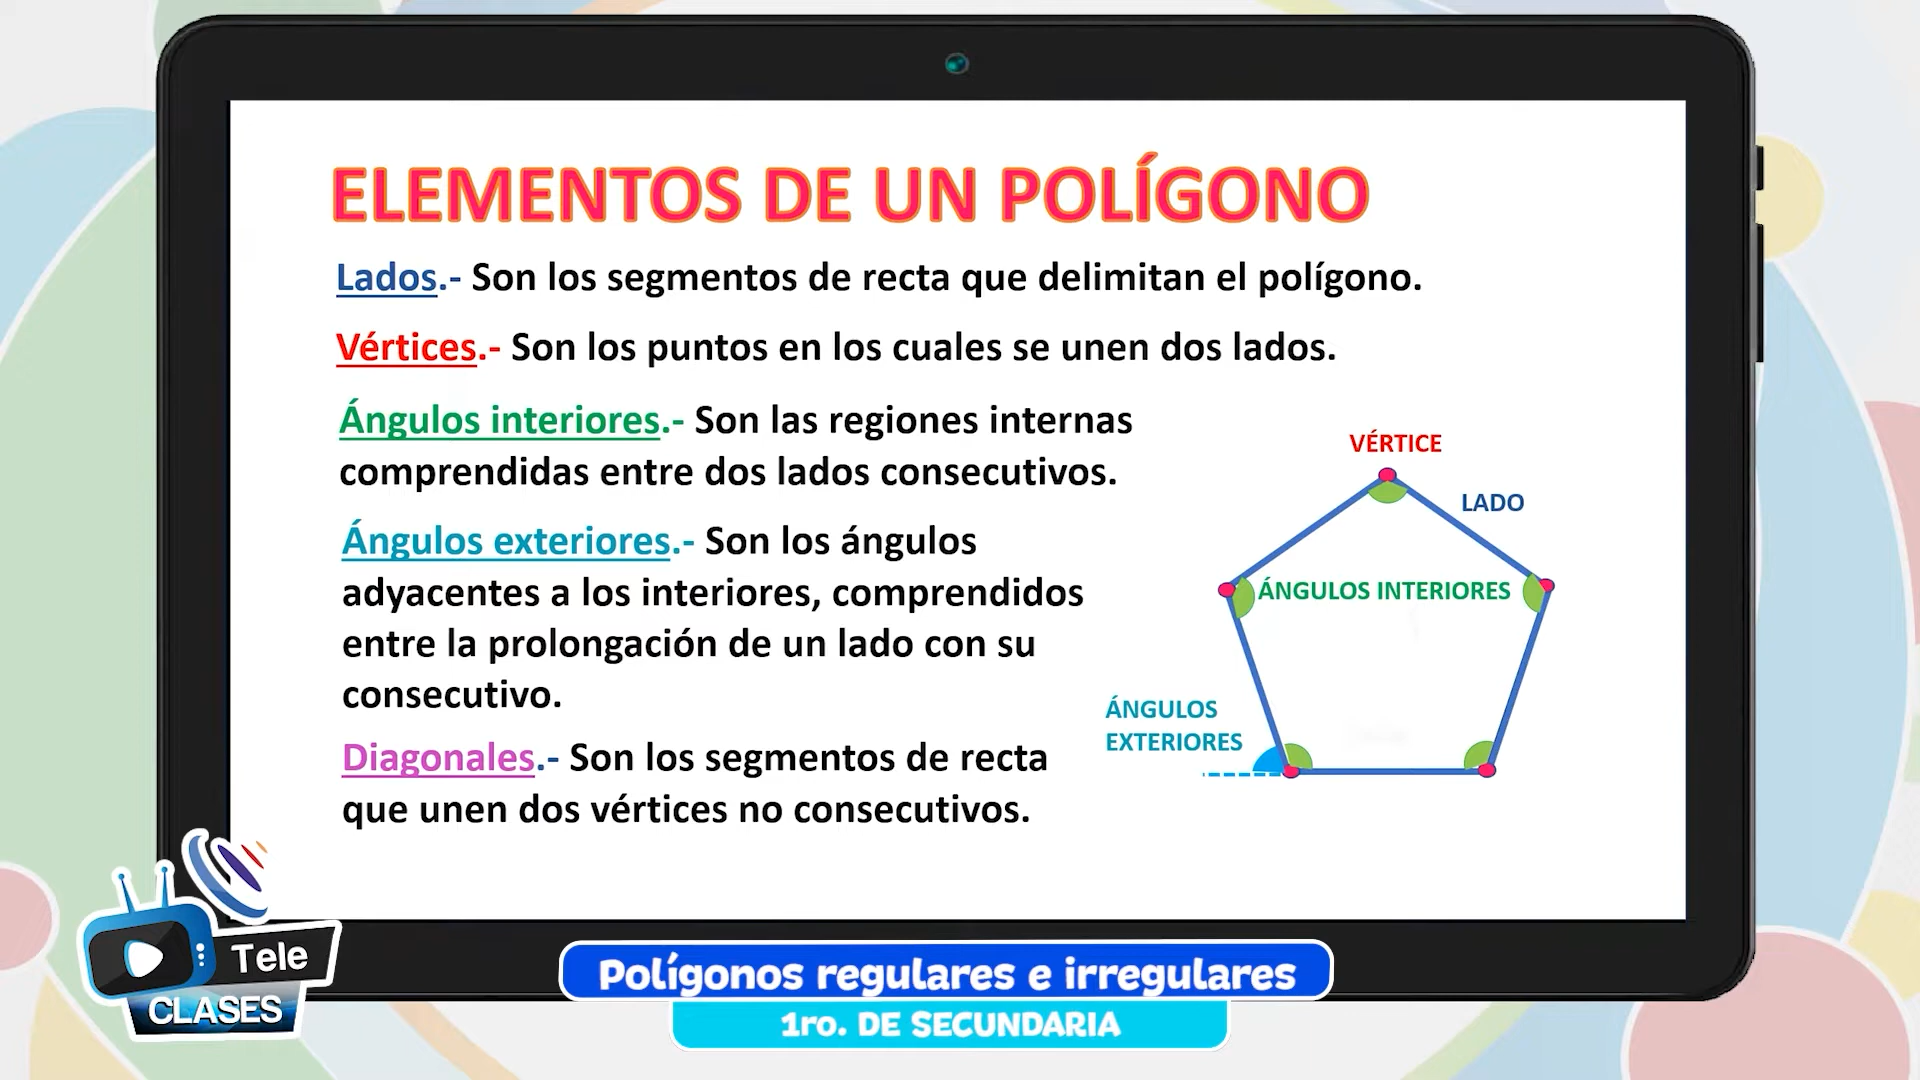 ELEMENTOS DE UN POLÍGONO
Lados.- Son los segmentos de recta que delimitan el polígono.
Vértices.- Son los puntos en los cuales se unen dos lados.
Ángulos interiores.- Son las regiones internas
comprendidas entre dos lados consecutivos.
Ángulos exteriores.- Son los ángulos
adyacentes a los interiores, comprendidos
entre la prolongación de un lado con su
consecutivo.
Diagonales.- Son los segmentos de recta
que unen dos vértices no consecutivos.
VÉRTICE
LADO
ÁNGULOS INTERIORES
ÁNGULOS
EXTERIORES
Tele
CLASES
Polígonos regulares e irregulares
1ro. DE SECUNDARIA